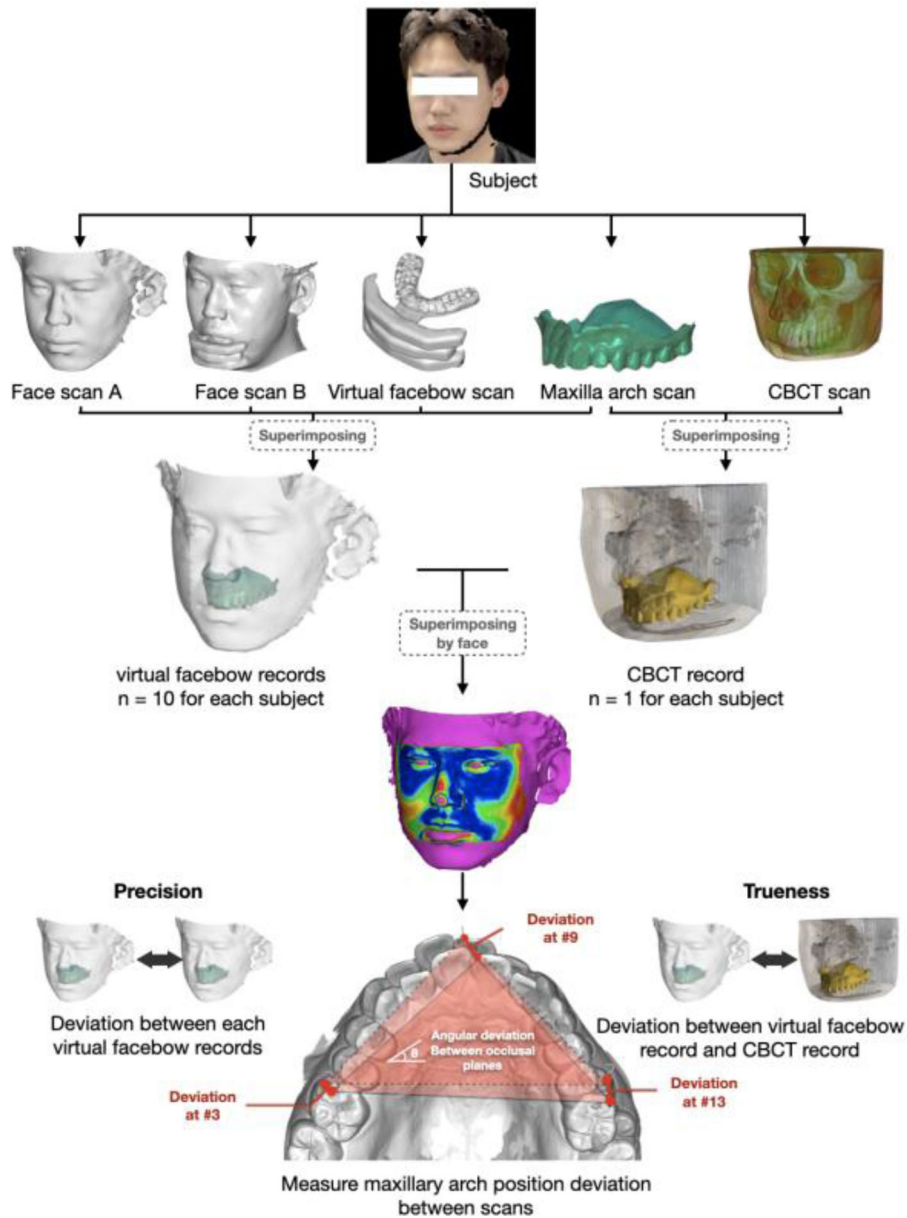 Subject
Face scan A
Face scan B
Virtual facebow scan
Maxilla arch scan
CBCT scan
Superimposing
Superimposing
virtual facebow records
n = 10 for each subject
CBCT record
n = 1 for each subject
Superimposing
by face
Precision
Deviation between each
virtual facebow records
Trueness
Deviation between virtual facebow
record and CBCT record
Deviation
at #9
Angular deviation
Between occlusal
planes
θ
Deviation
at #3
Deviation
at #13
Measure maxillary arch position deviation
between scans